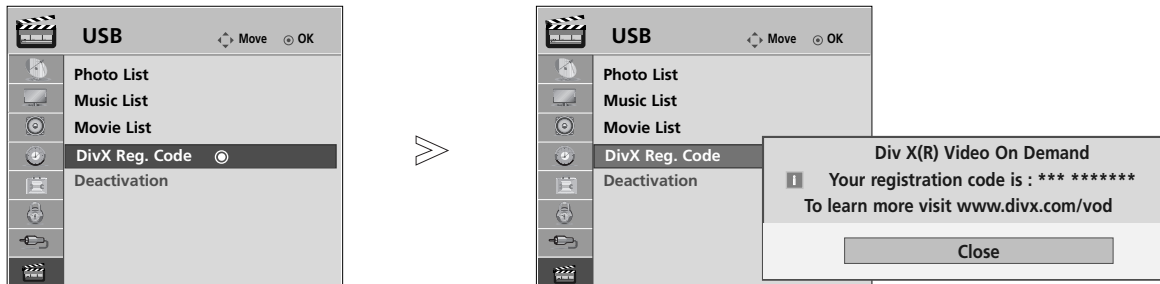 USB Move OK
Photo List
Music List
Movie List
DivX Reg. Code
Deactivation
USB Move OK
Photo List
Music List
Movie List
DivX Reg. Code
Deactivation
Div X(R) Video On Demand
i Your registration code is : *** *******
To learn more visit www.divx.com/vod
Close